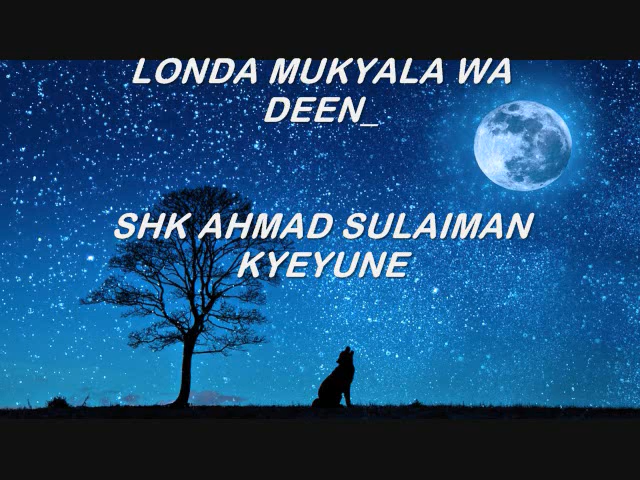 LONDA MUKYALA WA
DEEN_
SHK AHMAD SULAIMAN
KYEYUNE